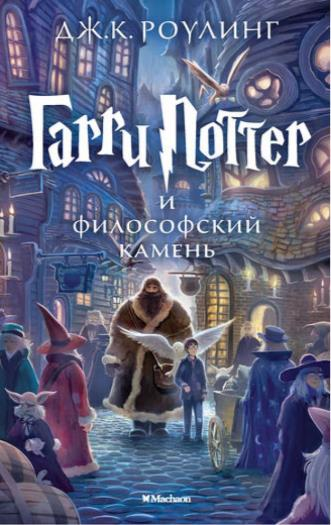 ДЖ.К. РОУЛИНГ
Гарри Поттер
и
ФИЛОСОФСКИЙ
КАМЕНЬ
Machaon